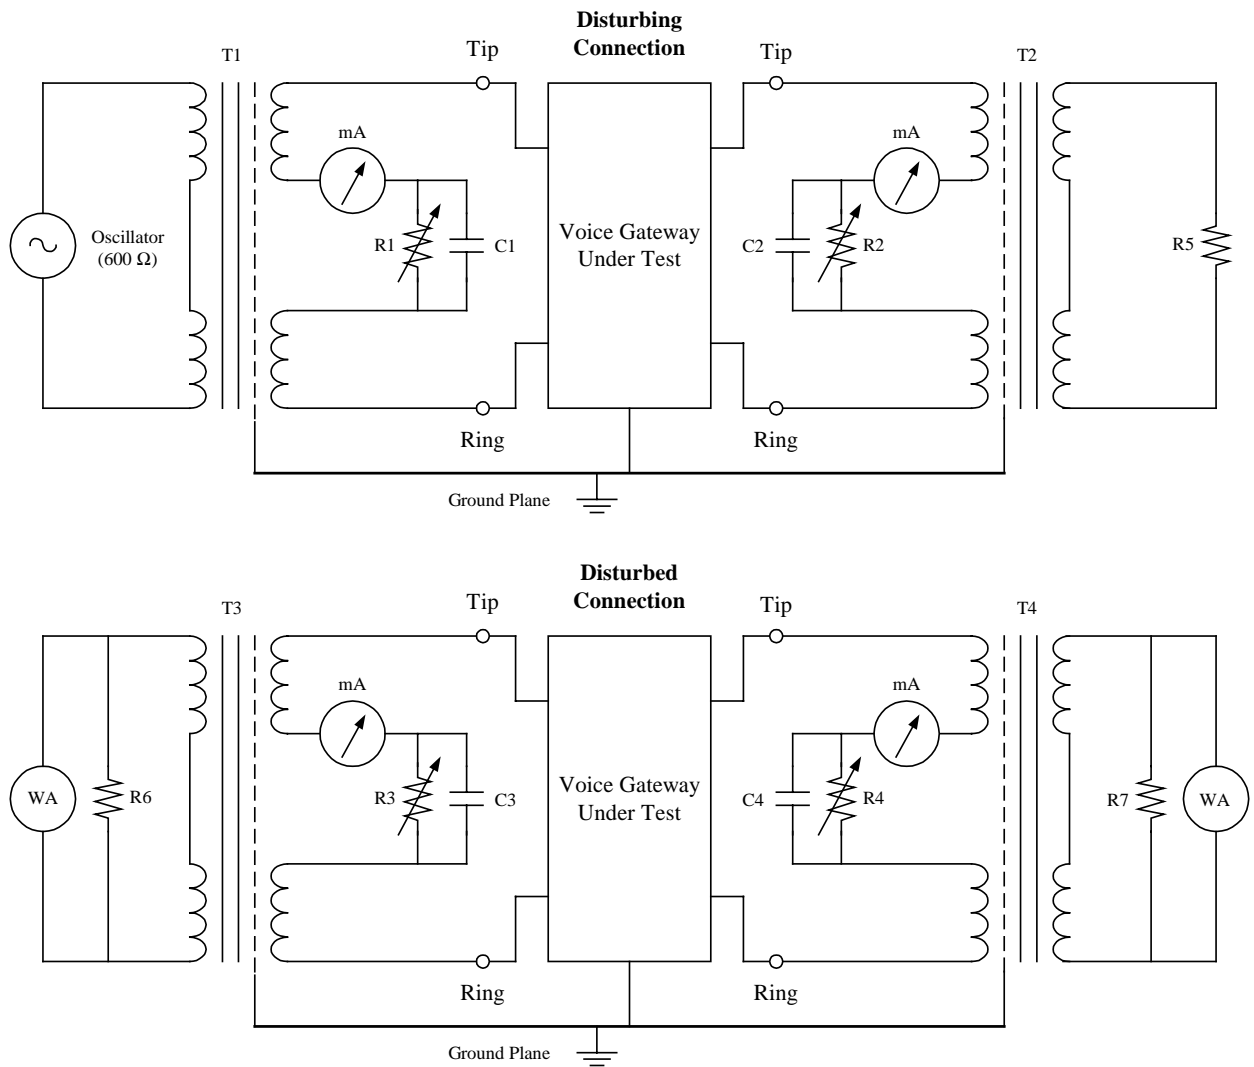 Disturbing
Connection
T1
Tip
Tip
T2
mA
mA
Oscillator
(600 Ω)
R1
C1
Voice Gateway
Under Test
C2
R2
R5
Ring
Ring
Ground Plane
Disturbed
Connection
T3
Tip
Tip
T4
mA
mA
WA
R6
R3
C3
Voice Gateway
Under Test
C4
R4
R7
WA
Ring
Ring
Ground Plane